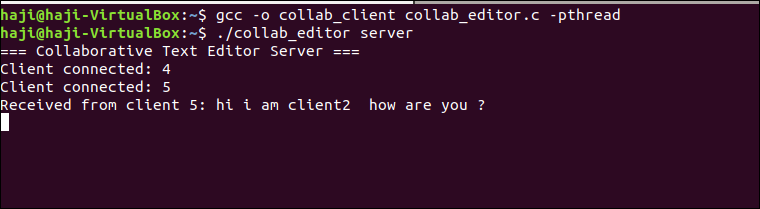 haji@haji-VirtualBox:~$ gcc -o collab_client collab_editor.c -pthread
haji@haji-VirtualBox:~$ ./collab_editor server
=== Collaborative Text Editor Server ===
Client connected: 4
Client connected: 5
Received from client 5: hi i am client2  how are you ?